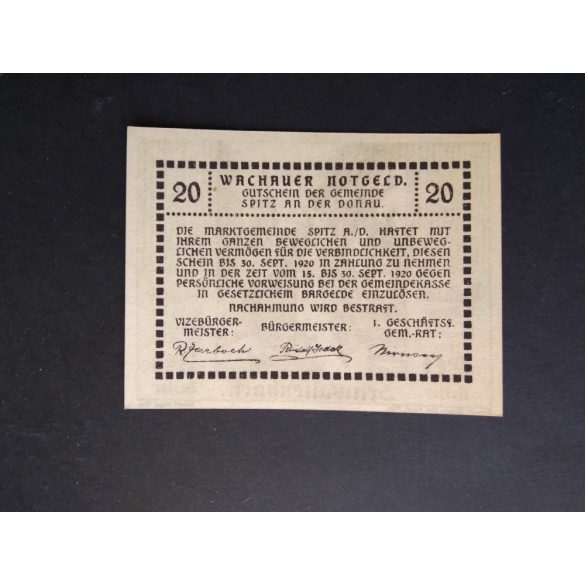 WACHAUER NOTGELD.
20 GUTSCHEIN DER GEMEINDE 20
SPITZ AN DER DONAU.
DIE MARKTGEMEINDE SPITZ A./D. HAFTET MIT
IHREM GANZEN BEWEGLICHEN UND UNBEWEG-
LICHEN VERMÖGEN FÜR DIE VERBINDLICHKEIT, DIESEN
SCHEIN BIS 30. SEPT. 1920 IN ZAHLUNG ZU NEHMEN
UND IN DER ZEIT VOM 15. BIS 30. SEPT. 1920 GEGEN
PERSÖNLICHE VORWEISUNG BEI DER GEMEINDEKASSE
IN GESETZLICHEM BARGELDE EINZULÖSEN.
NACHAHMUNG WIRD BESTRAFT.
VIZEBÜRGER-
MEISTER:
BÜRGERMEISTER:
1. GESCHÄFTSF.
GEM.-RAT: